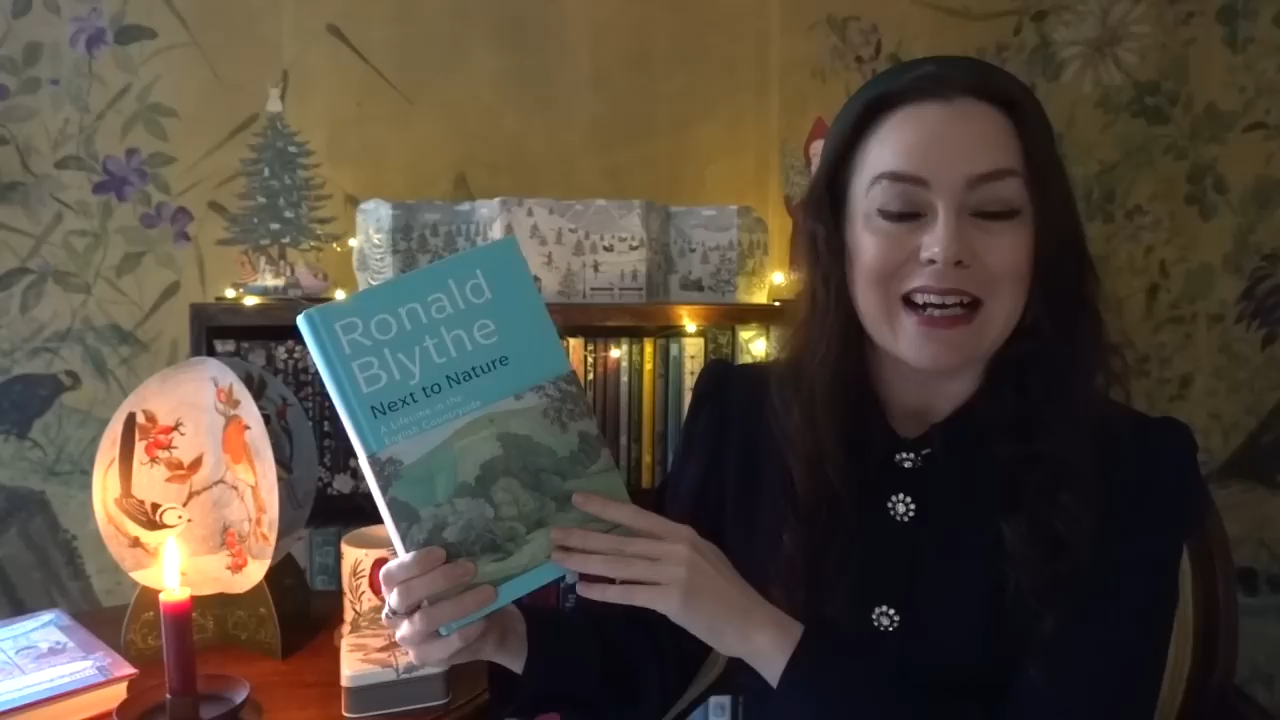 Ronald
Blythe
Next to Nature
A Lifetime in the
English Countryside